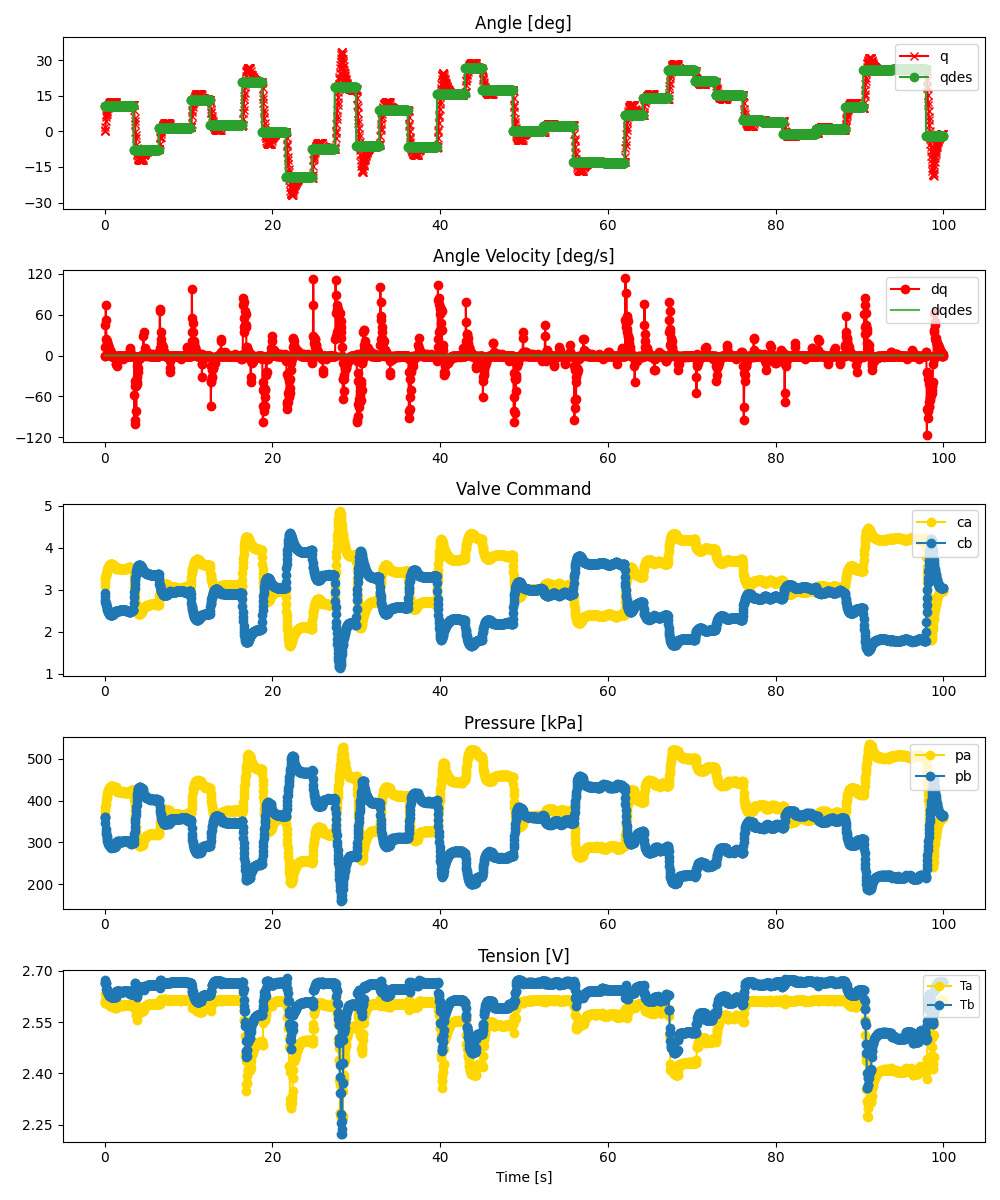 Angle [deg]
30
15
0
−15
−30
q
qdes
0 20 40 60 80 100
Angle Velocity [deg/s]
120
60
0
−60
−120
dq
dqdes
0 20 40 60 80 100
Valve Command
5
4
3
2
1
ca
cb
0 20 40 60 80 100
Pressure [kPa]
500
400
300
200
pa
pb
0 20 40 60 80 100
Tension [V]
2.70
2.55
2.40
2.25
Ta
Tb
0 20 40 60 80 100
Time [s]